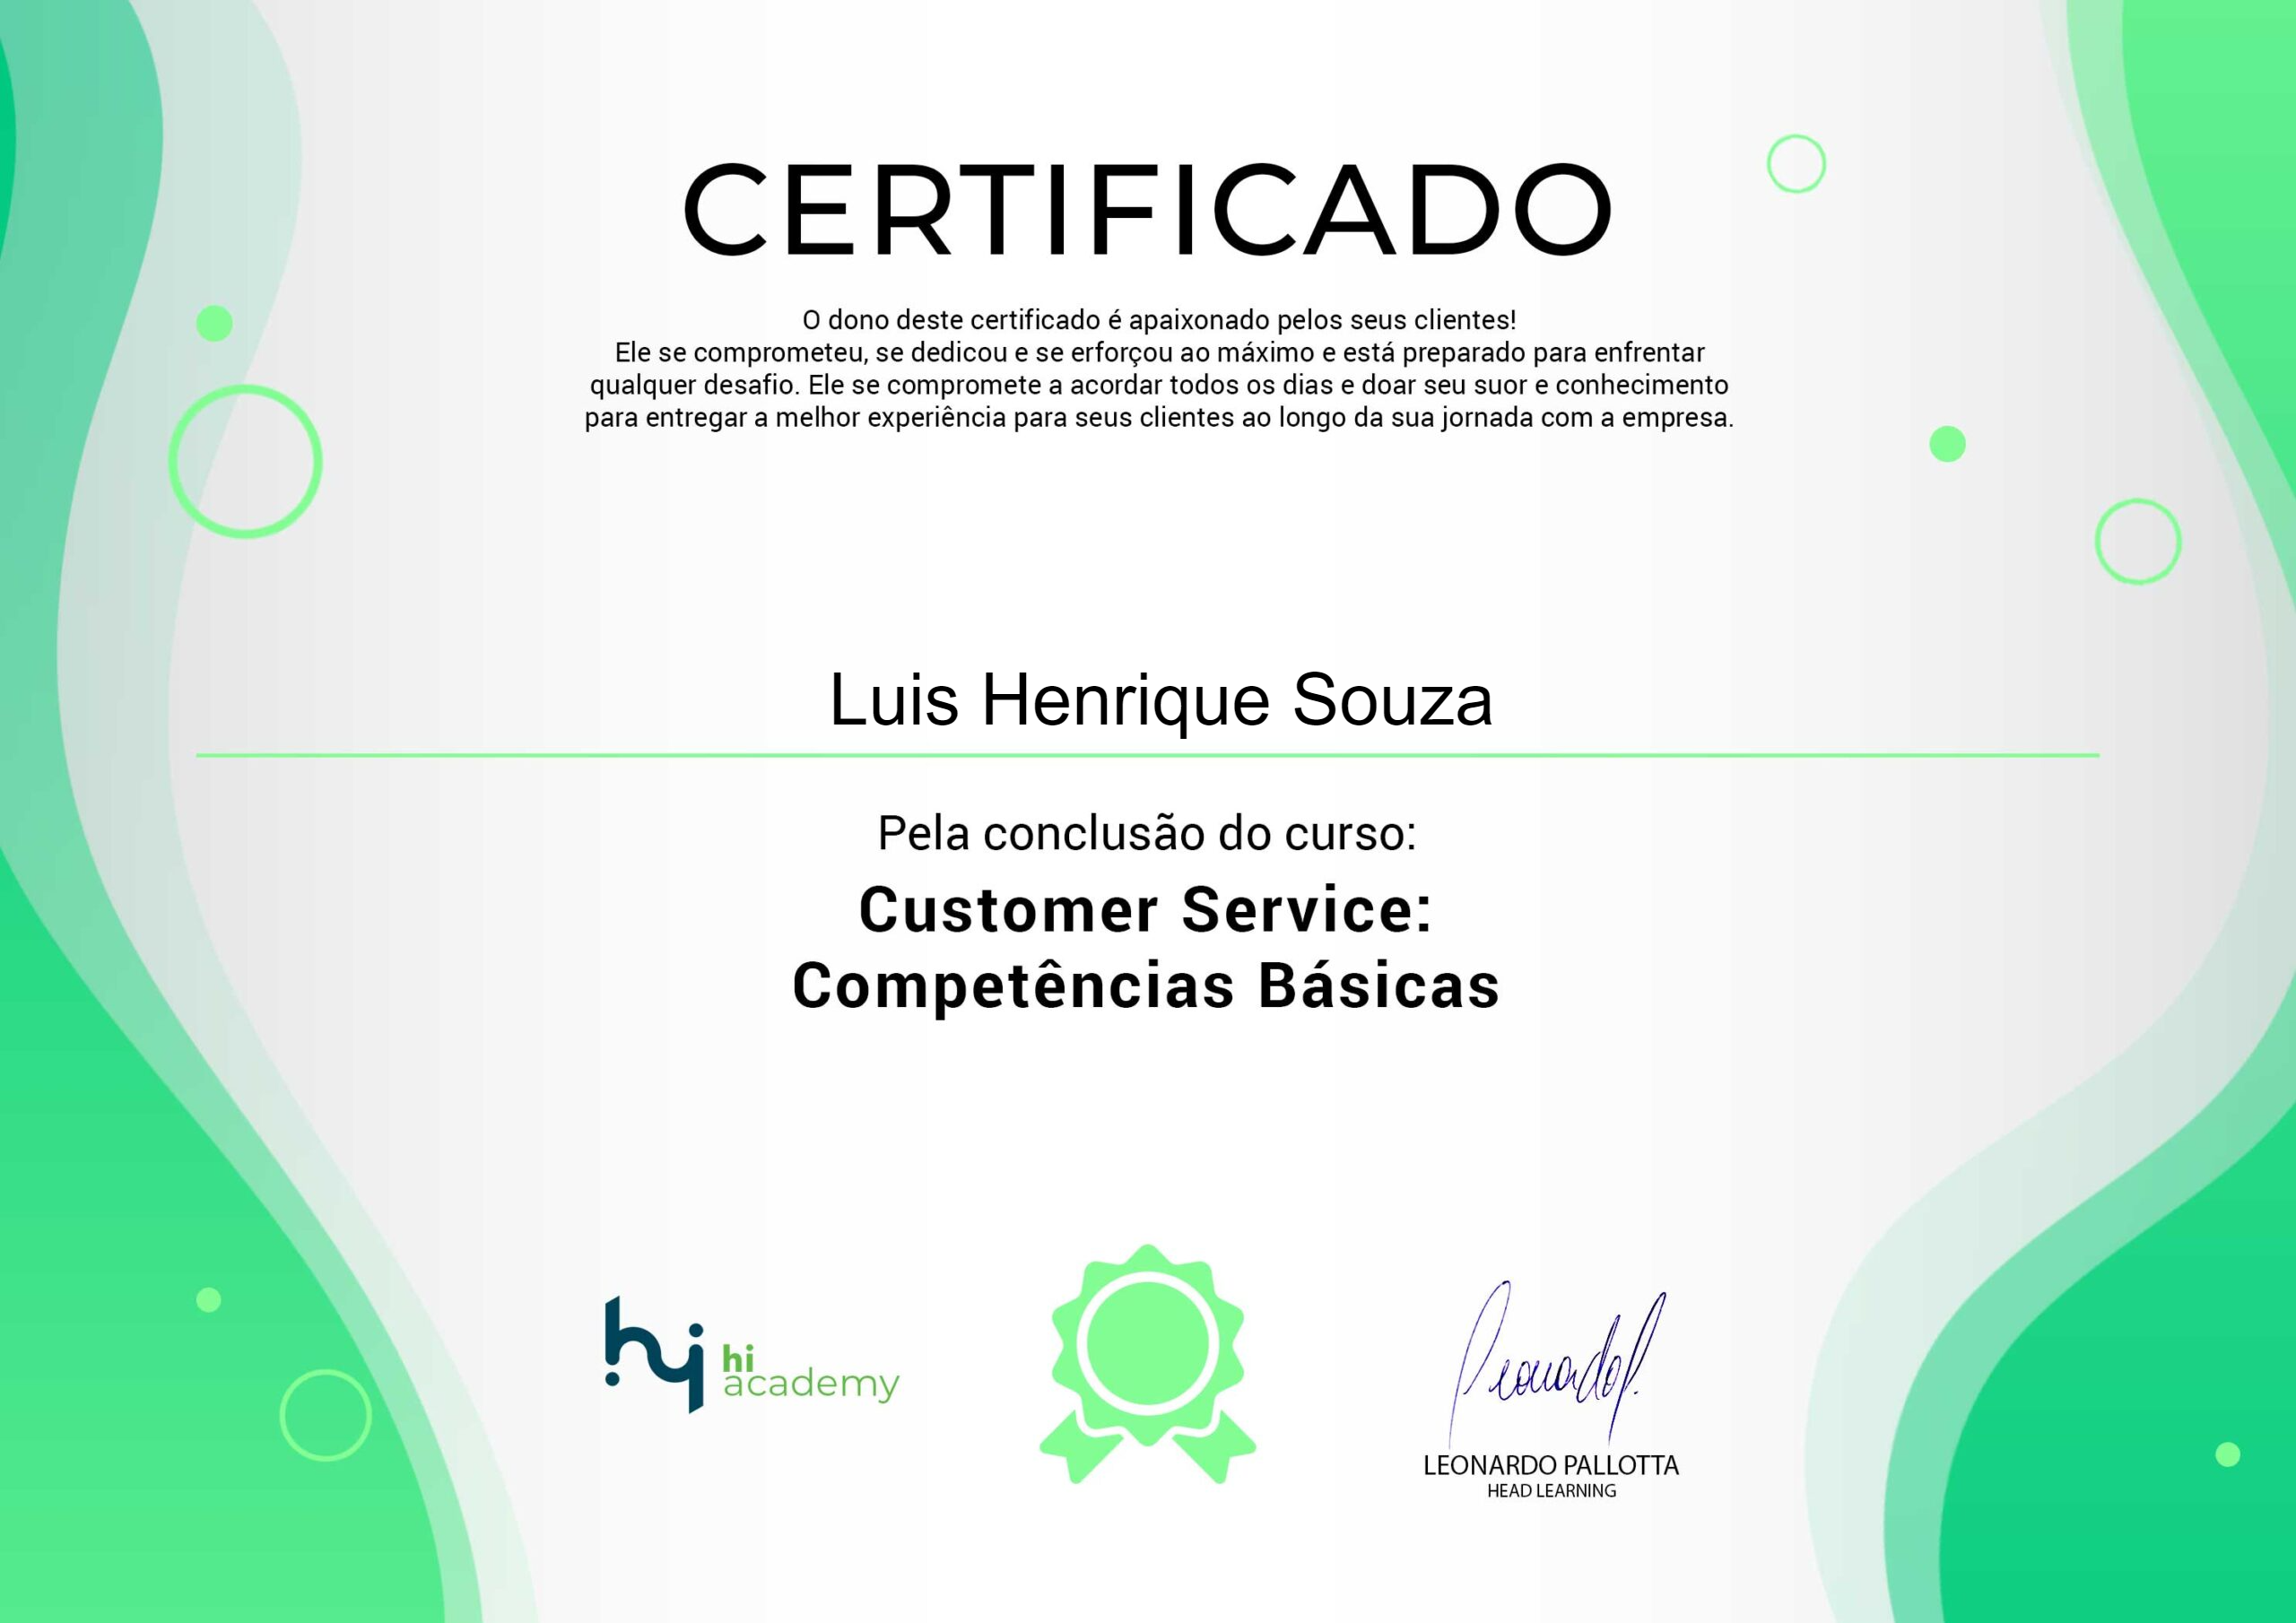 CERTIFICADO
O dono deste certificado é apaixonado pelos seus clientes!
Ele se comprometeu, se dedicou e se erforçou ao máximo e está preparado para enfrentar
qualquer desafio. Ele se compromete a acordar todos os dias e doar seu suor e conhecimento
para entregar a melhor experiência para seus clientes ao longo da sua jornada com a empresa.
Luis Henrique Souza
Pela conclusão do curso:
Customer Service:
Competências Básicas
hi
hi
academy
LeonardoP.
LEONARDO PALLOTTA
HEAD LEARNING